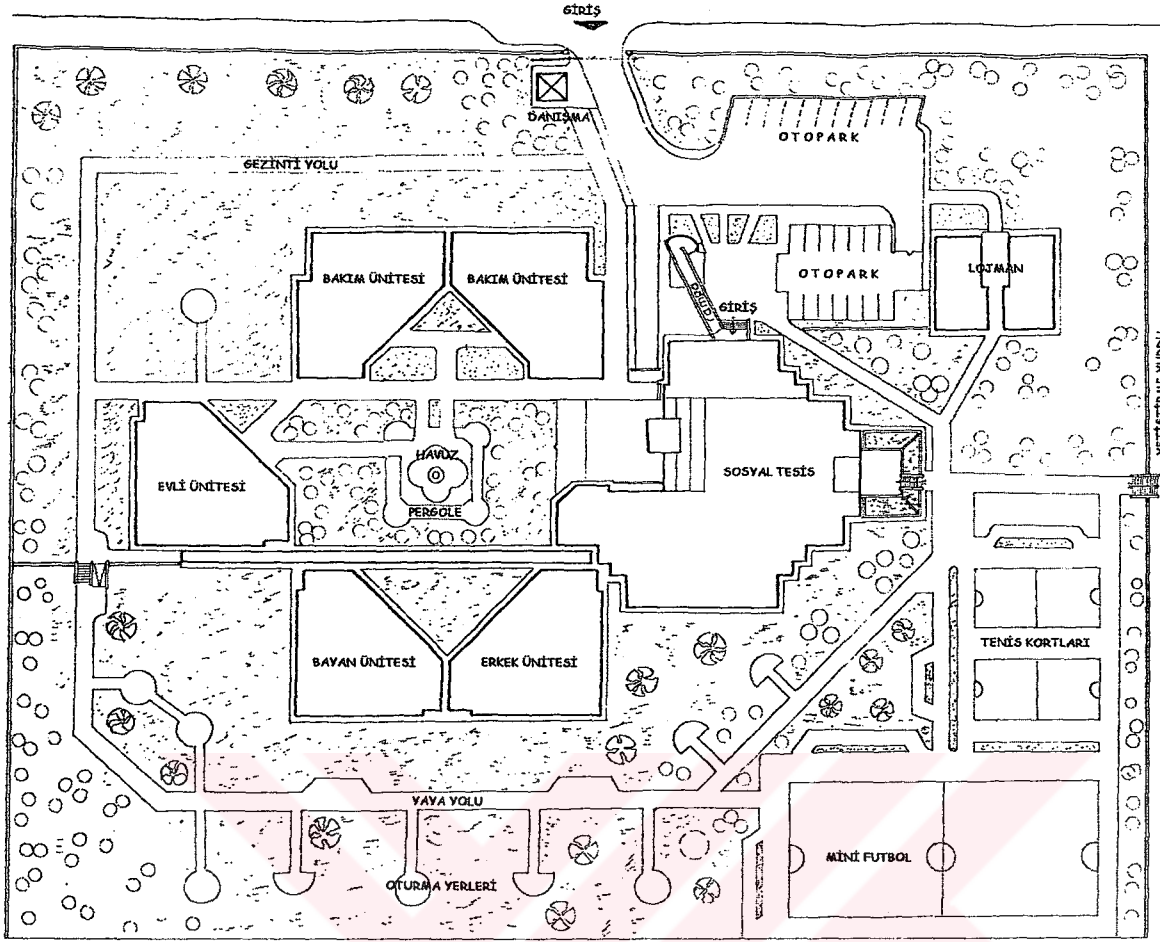 GİRİŞ
DANIŞMA
OTOPARK
GEZİNTİ YOLU
BAKIM ÜNİTESİ
BAKIM ÜNİTESİ
OTOPARK
LOJMAN
GİRİŞ
HAVUZ
SOSYAL TESİS
EVLİ ÜNİTESİ
PERGOLE
TENİS KORTLARI
BAYAN ÜNİTESİ
ERKEK ÜNİTESİ
YAYA YOLU
MİNİ FUTBOL
OTURMA YERLERİ